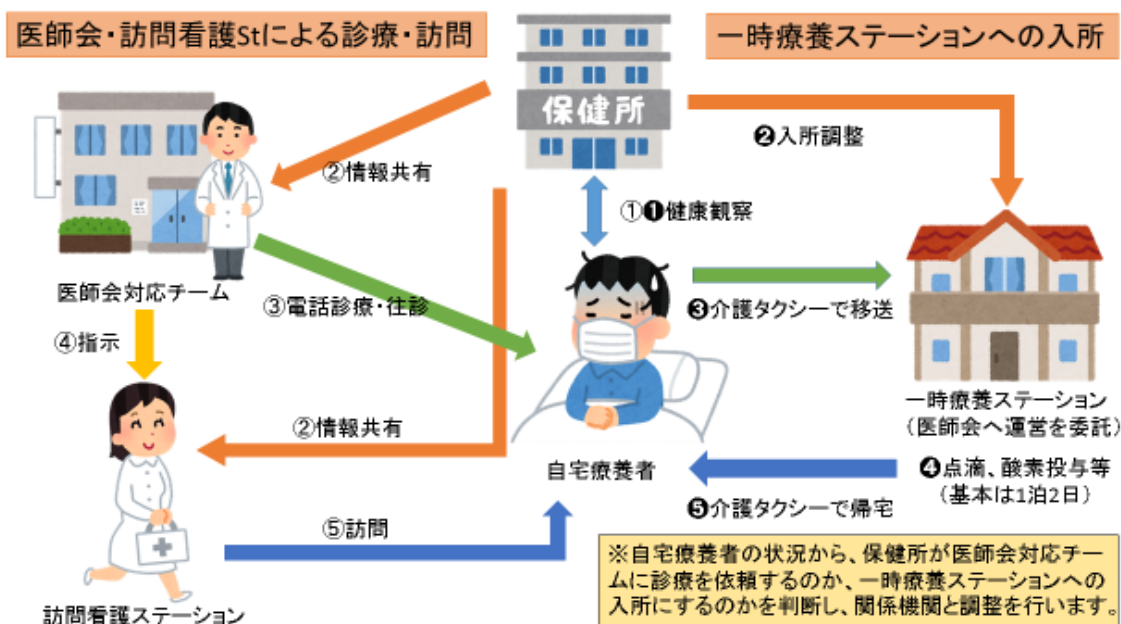 医師会・訪問看護Stによる診療・訪問
一時療養ステーションへの入所
保健所
②情報共有
❷入所調整
①❶健康観察
医師会対応チーム
③電話診療・往診
❸介護タクシーで移送
④指示
②情報共有
一時療養ステーション
（医師会へ運営を委託）
自宅療養者
❹点滴、酸素投与等
（基本は1泊2日）
❺介護タクシーで帰宅
⑤訪問
訪問看護ステーション
※自宅療養者の状況から、保健所が医師会対応チー
ムに診療を依頼するのか、一時療養ステーションへの
入所にするのかを判断し、関係機関と調整を行います。